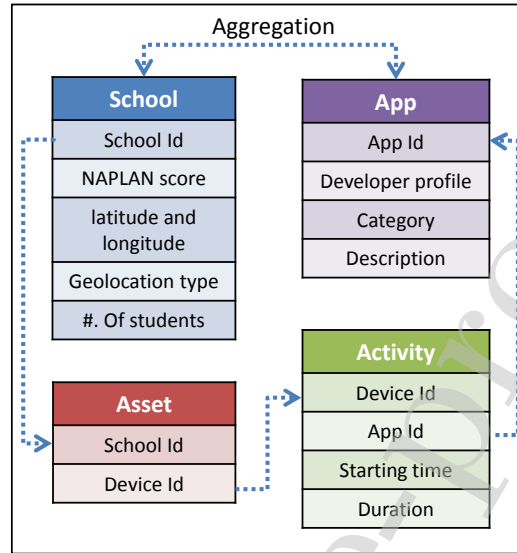 Aggregation
School
School Id
NAPLAN score
latitude and
longitude
Geolocation type
#. Of students
App
App Id
Developer profile
Category
Description
Asset
School Id
Device Id
Activity
Device Id
App Id
Starting time
Duration